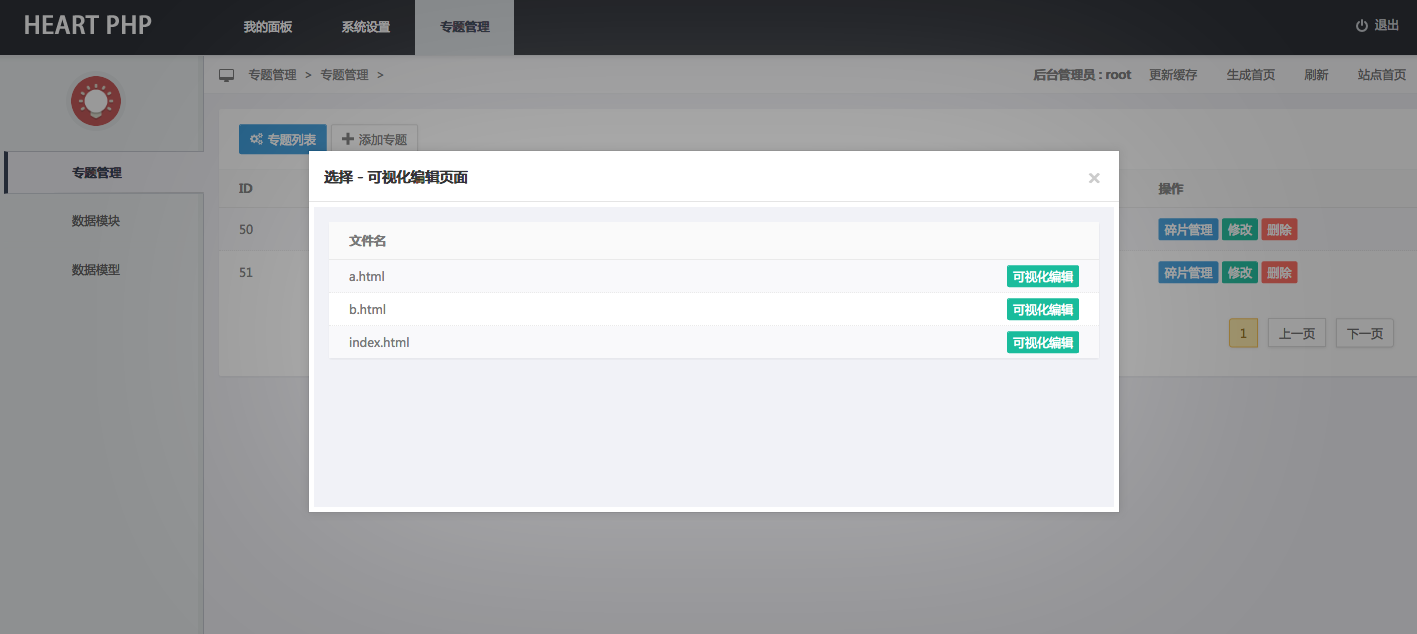 HEART PHP 我的面板 系统设置 专题管理 退出
专题管理 > 专题管理 > 后台管理员 : root 更新缓存 生成首页 刷新 站点首页
专题列表 添加专题
选择 - 可视化编辑页面 ×
专题管理
ID 操作
数据模块
50 碎片管理 修改 删除
文件名
数据模型
51 碎片管理 修改 删除
a.html 可视化编辑
b.html 可视化编辑
1 上一页 下一页
index.html 可视化编辑